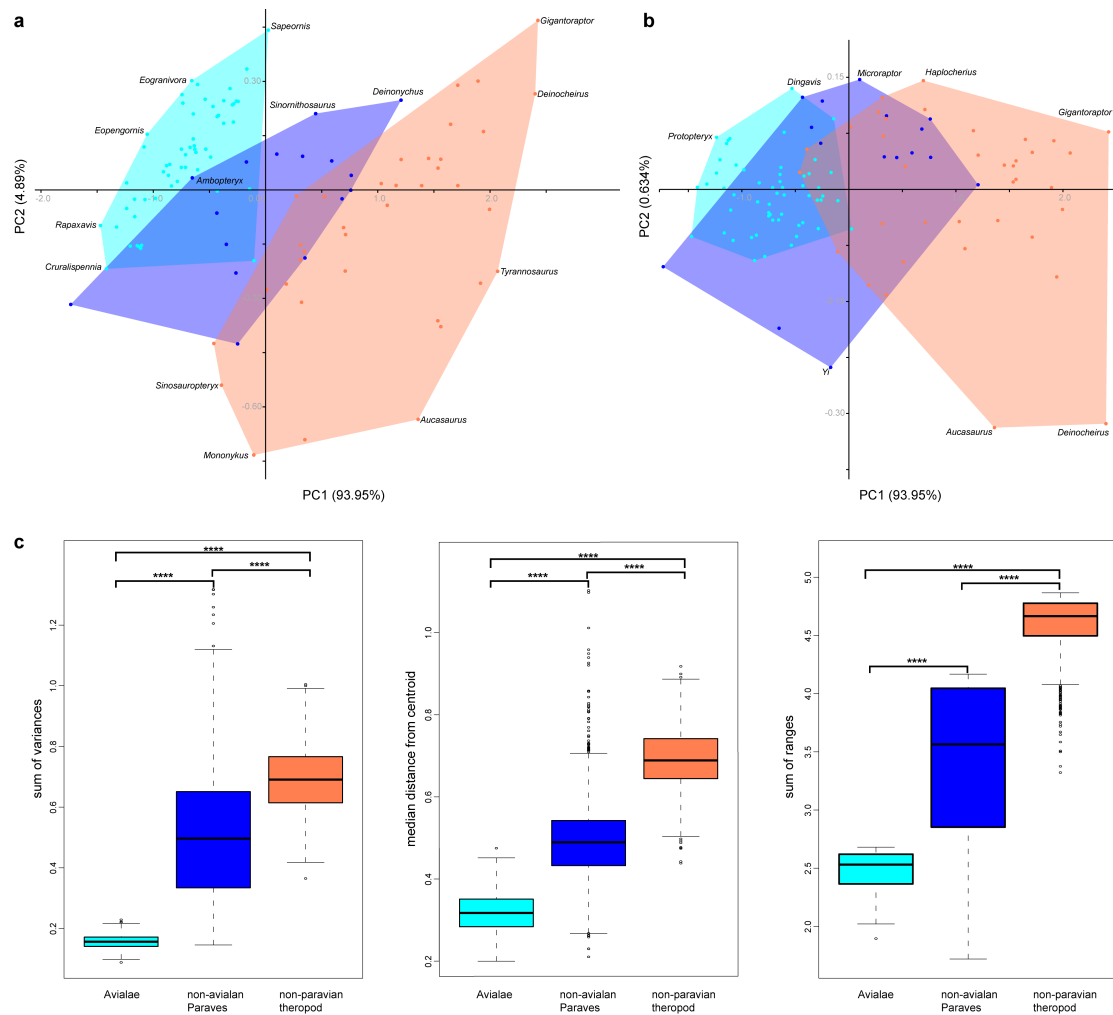 a
Sapeornis
Gigantoraptor
Eogranivora
0.30
Deinonychus
Deinocheirus
Sinornithosaurus
Eopengornis
Ambopteryx
-2.0
-1.0
0.0
1.0
2.0
PC2 (4.89%)
Rapaxavis
Cruralispennia
Tyrannosaurus
Sinosauropteryx
-0.60
Aucasaurus
Mononykus
PC1 (93.95%)
b
0.15
Microraptor
Haplocherius
Dingavis
Gigantoraptor
Protopteryx
-1.0
2.0
PC2 (0.634%)
Yi
-0.30
Aucasaurus
Deinocheirus
PC1 (93.95%)
c
****
****
****
sum of variances
1.2
1.0
0.8
0.6
0.4
0.2
Avialae
non-avialan
Paraves
non-paravian
theropod
****
****
****
median distance from centroid
1.0
0.8
0.6
0.4
0.2
Avialae
non-avialan
Paraves
non-paravian
theropod
****
****
****
sum of ranges
5.0
4.5
4.0
3.5
3.0
2.5
2.0
Avialae
non-avialan
Paraves
non-paravian
theropod